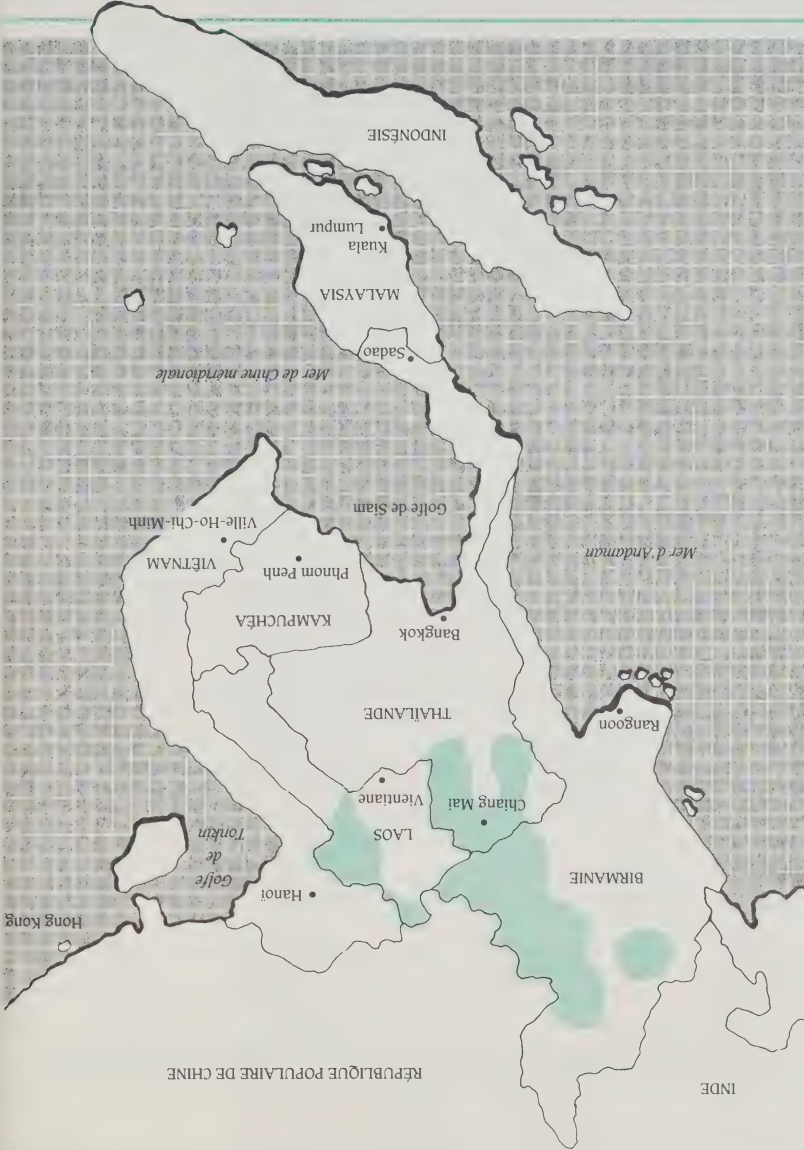 INDE
RÉPUBLIQUE POPULAIRE DE CHINE
Hong Kong
BIRMANIE
Hanoï
Golfe
de
Tonkin
LAOS
Chiang Mai
Vientiane
Rangoon
THAÏLANDE
Bangkok
KAMPUCHÉA
Phnom Penh
VIÉTNAM
Ville-Ho-Chi-Minh
Mer d'Andaman
Golfe de Siam
Mer de Chine méridionale
Sadao
MALAYSIA
Kuala
Lumpur
INDONÉSIE